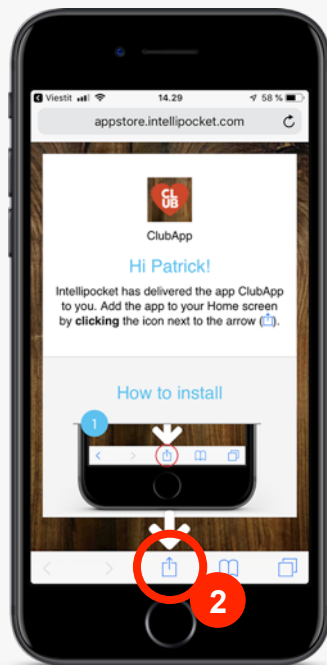 Viestit 14.29 58 %
appstore.intellipocket.com
CL
UB
ClubApp
Hi Patrick!
Intellipocket has delivered the app ClubApp
to you. Add the app to your Home screen
by clicking the icon next to the arrow ( ).
How to install
1
2